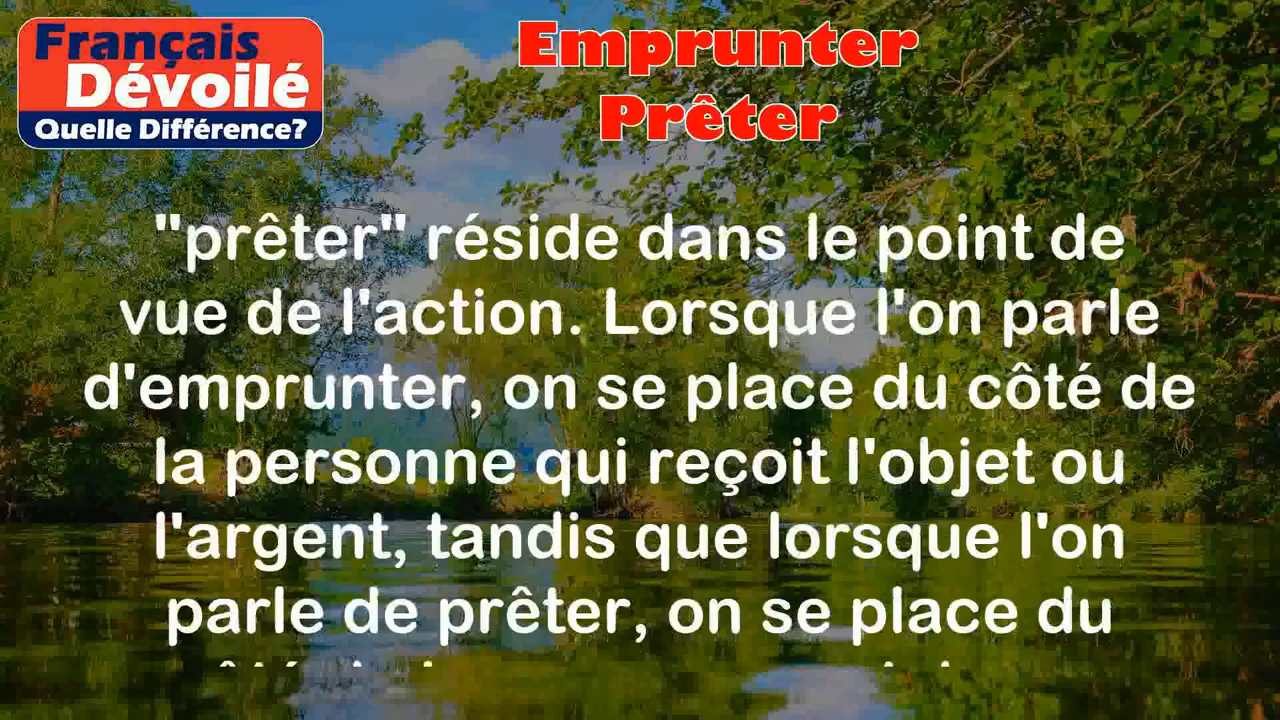 Français
Dévoilé
Quelle Différence?
Emprunter
Prêter
"prêter" réside dans le point de
vue de l'action. Lorsque l'on parle
d'emprunter, on se place du côté de
la personne qui reçoit l'objet ou
l'argent, tandis que lorsque l'on
parle de prêter, on se place du